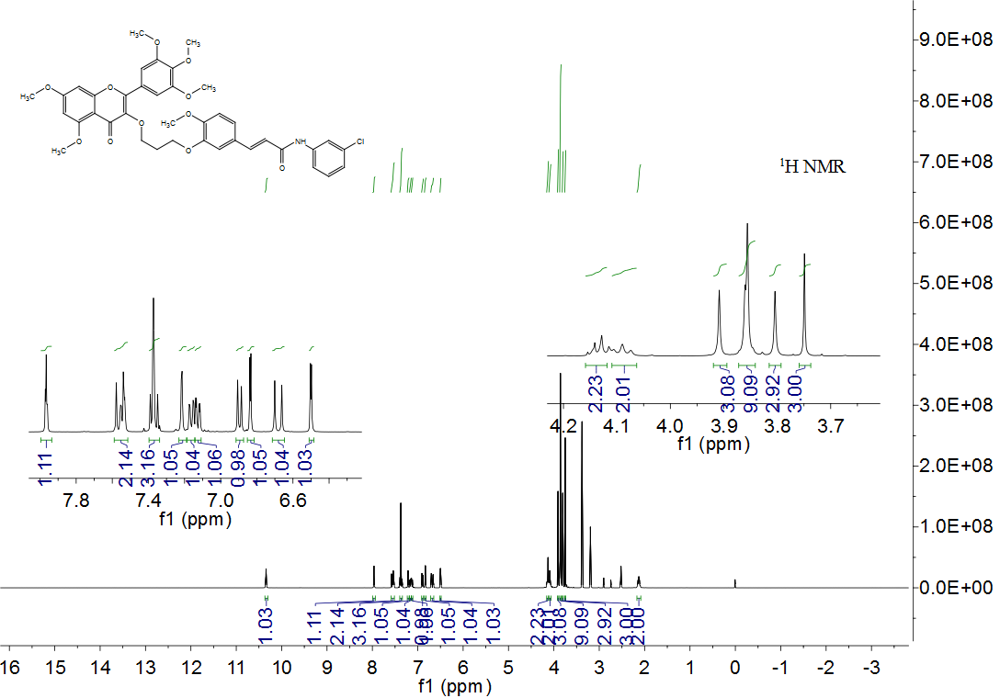 H₃C
CH₃
O
O
O
CH₃
O
CH₃
O
H₃C
O
O
CH₃
O
H₃C
O
O
NH
O
Cl
¹H NMR
9.0E+08
8.0E+08
7.0E+08
6.0E+08
5.0E+08
4.0E+08
3.0E+08
2.0E+08
1.0E+08
0.0E+00
2.23
2.01
3.08
9.09
2.92
3.00
4.2 4.1 4.0 3.9 3.8 3.7
f1 (ppm)
1.11
2.14
3.16
1.05
1.04
1.06
0.98
1.05
1.04
1.03
7.8 7.4 7.0 6.6
f1 (ppm)
1.03
1.11
2.14
3.16
1.05
1.04
1.05
1.04
1.03
2.23
2.01
3.08
9.09
2.92
3.00
2.00
16 15 14 13 12 11 10 9 8 7 6 5 4 3 2 1 0 -1 -2 -3
f1 (ppm)